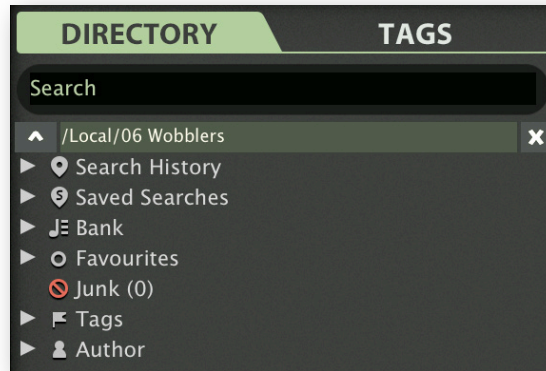 DIRECTORY TAGS
Search
/Local/06 Wobblers
Search History
Saved Searches
Bank
Favourites
Junk (0)
Tags
Author